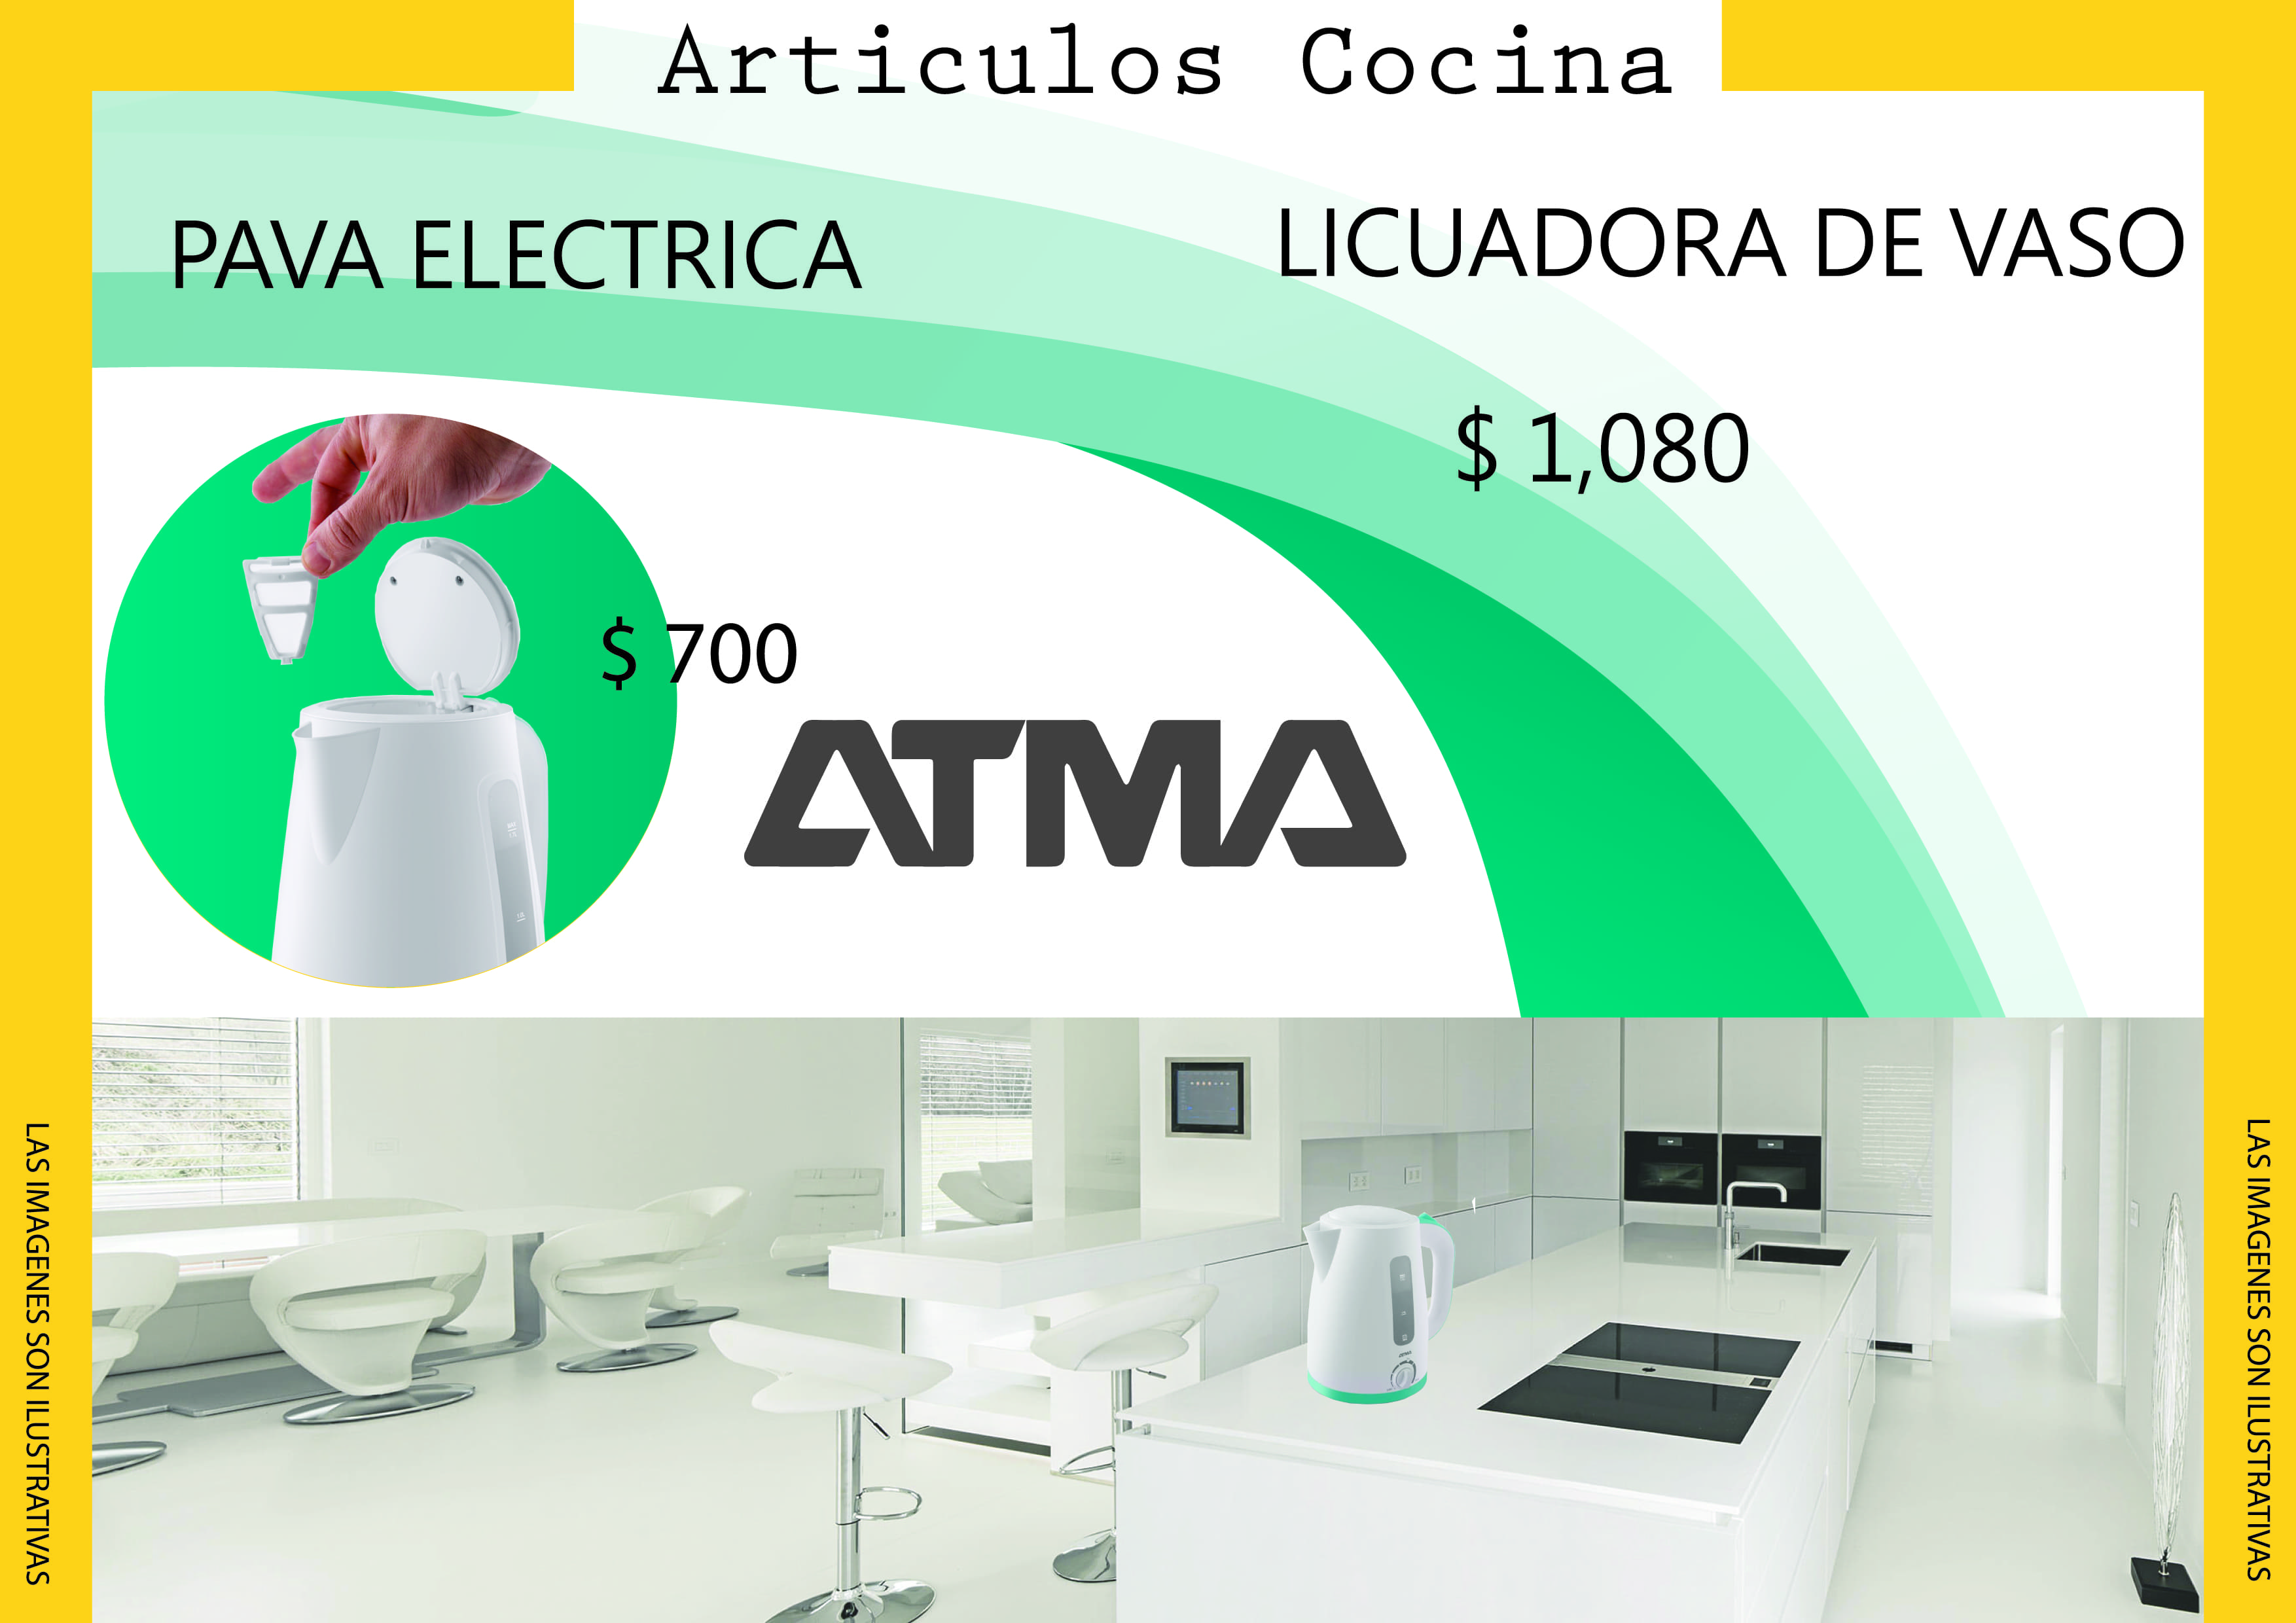 Articulos Cocina
PAVA ELECTRICA
LICUADORA DE VASO
$ 1,080
$ 700
ATMA
LAS IMAGENES SON ILUSTRATIVAS
LAS IMAGENES SON ILUSTRATIVAS
ATMA